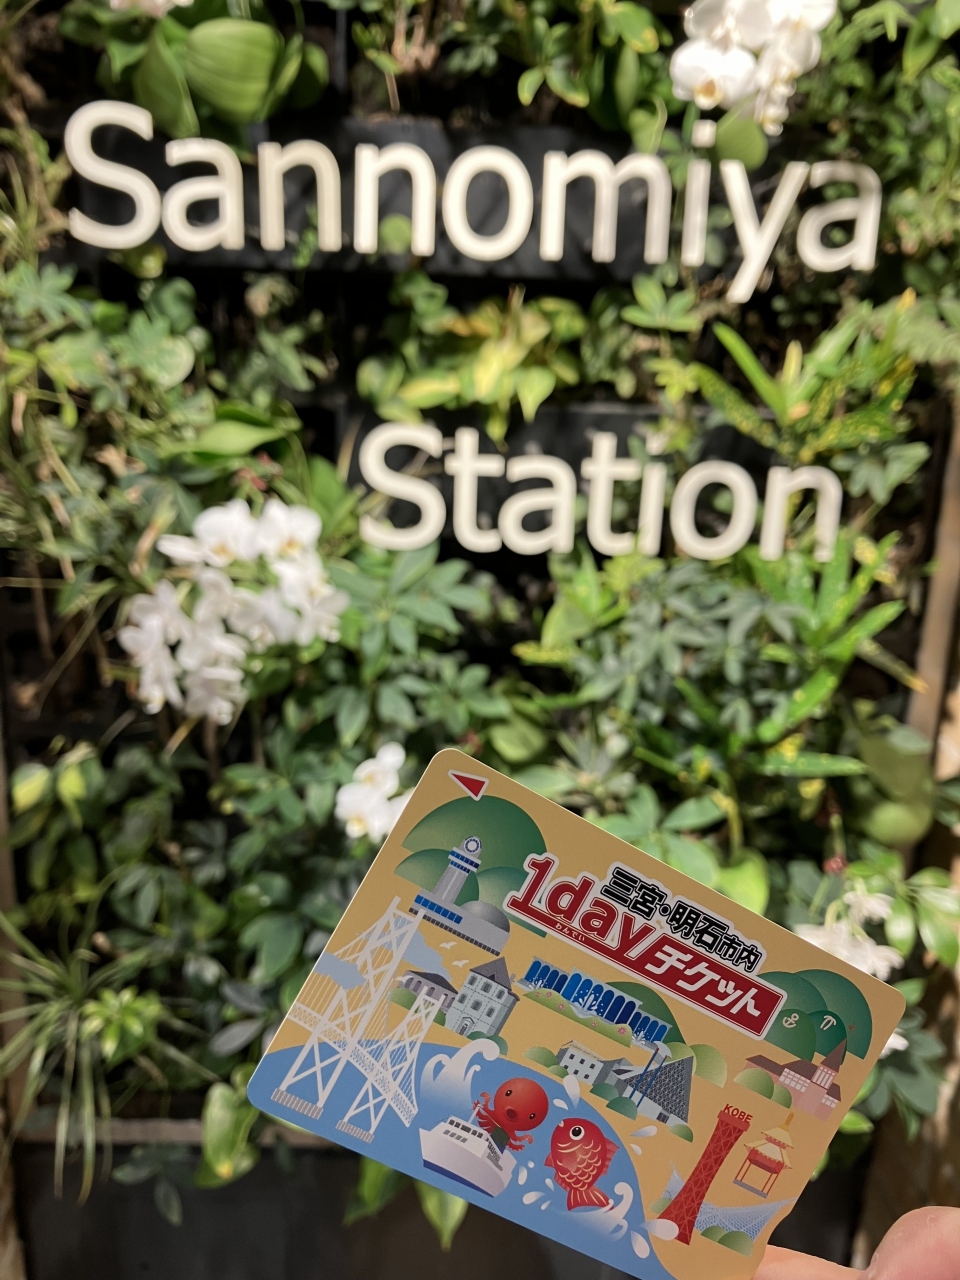 Sannomiya
Station
三宮・明石市内
1dayチケット
わんでい
KOBE